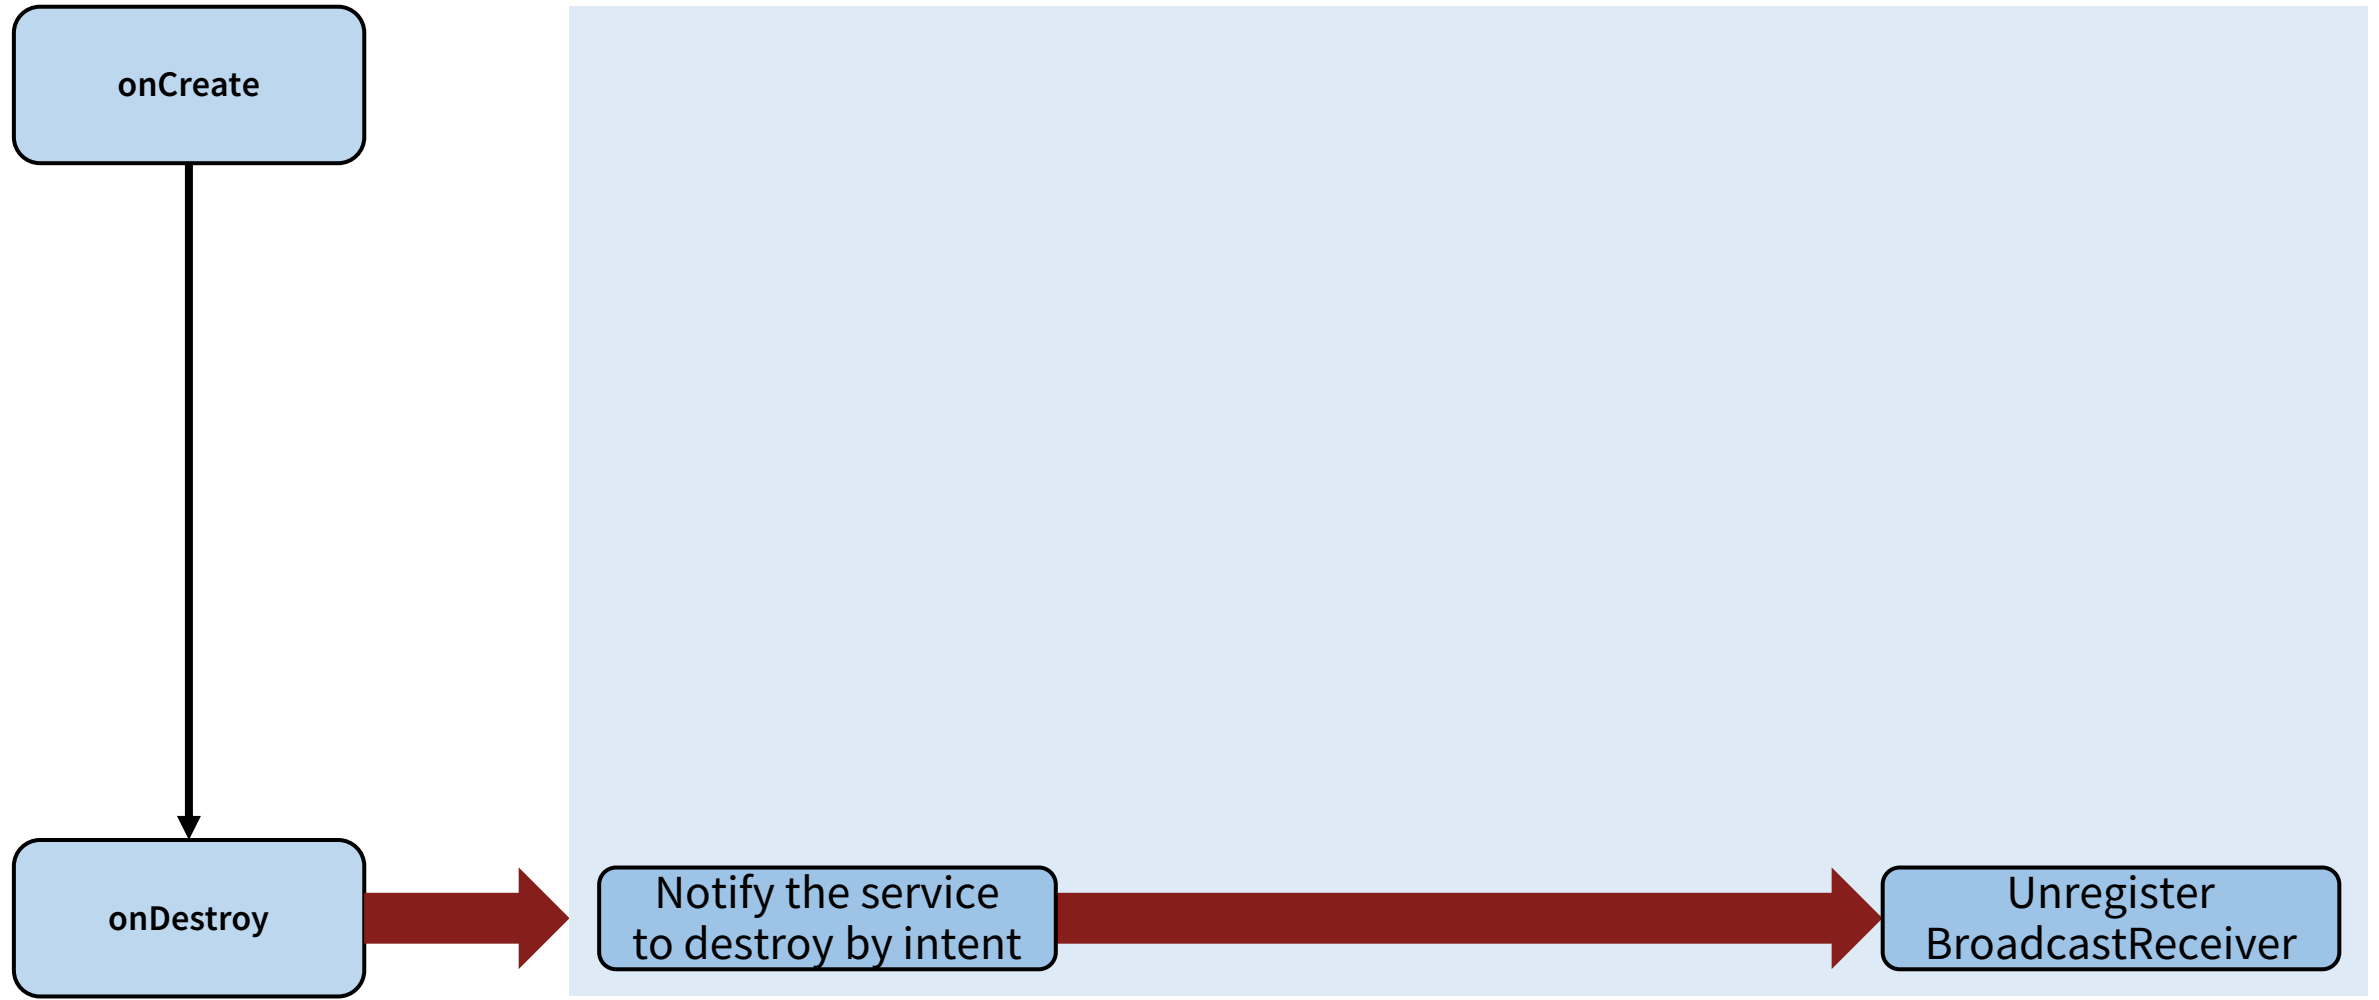 onCreate
onDestroy
Notify the service
to destroy by intent
Unregister
BroadcastReceiver